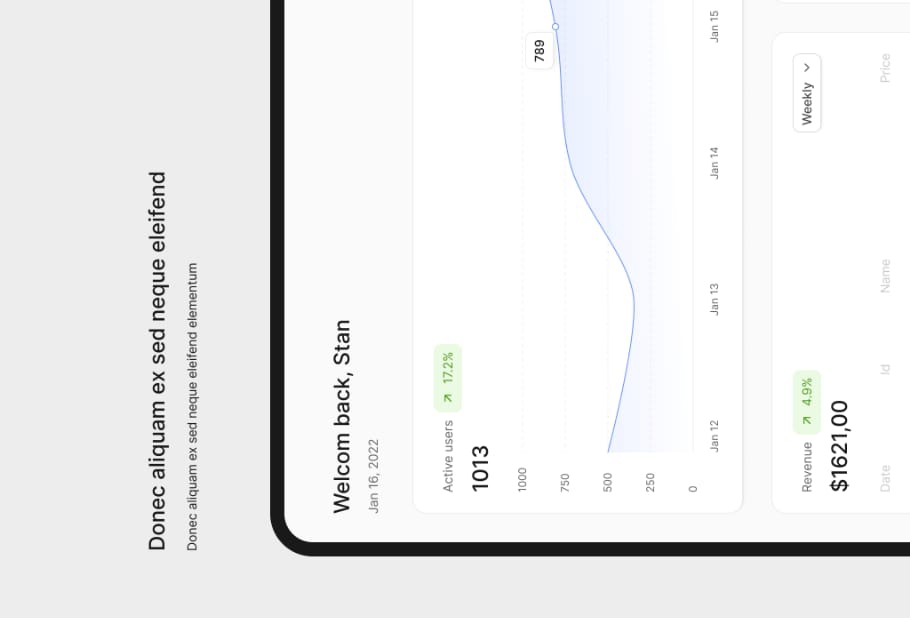 Donec aliquam ex sed neque eleifend
Donec aliquam ex sed neque eleifend elementum
Welcom back, Stan
Jan 16, 2022
Active users 17.2%
1013
1000
789
750
500
250
0
Jan 12 Jan 13 Jan 14 Jan 15
Revenue 4.9% Weekly
$1621,00
Date Id Name Price